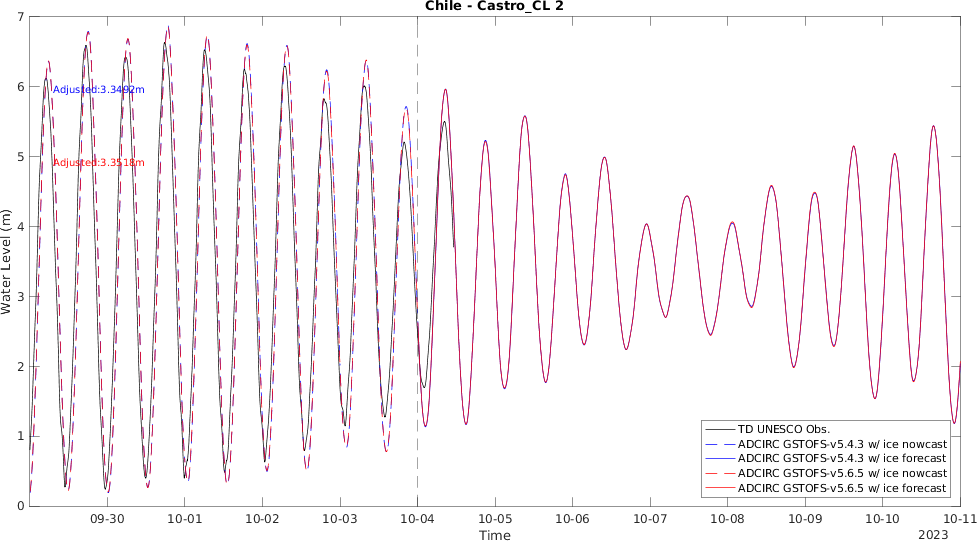 Chile - Castro_CL 2
7
6
5
4
3
2
1
0
Water Level (m)
Adjusted:3.3492m
Adjusted:3.3518m
TD UNESCO Obs.
ADCIRC GSTOFS-v5.4.3 w/ ice nowcast
ADCIRC GSTOFS-v5.4.3 w/ ice forecast
ADCIRC GSTOFS-v5.6.5 w/ ice nowcast
ADCIRC GSTOFS-v5.6.5 w/ ice forecast
09-30 10-01 10-02 10-03 10-04 10-05 10-06 10-07 10-08 10-09 10-10 10-11
Time
2023